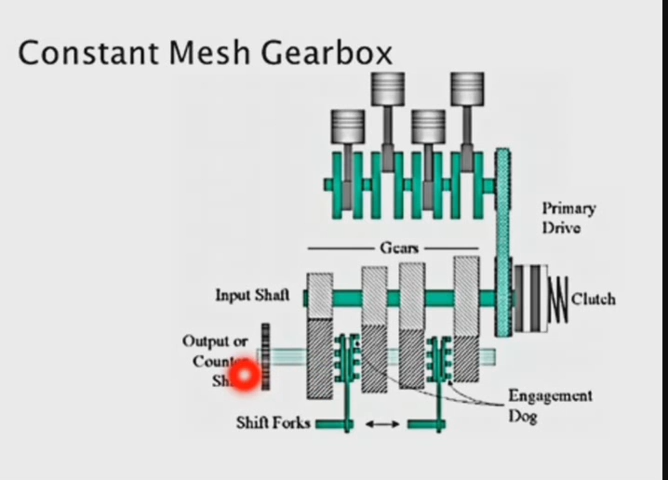 Constant Mesh Gearbox
Primary
Drive
Gears
Input Shaft
Clutch
Output or
Engagement
Dog
Shift Forks